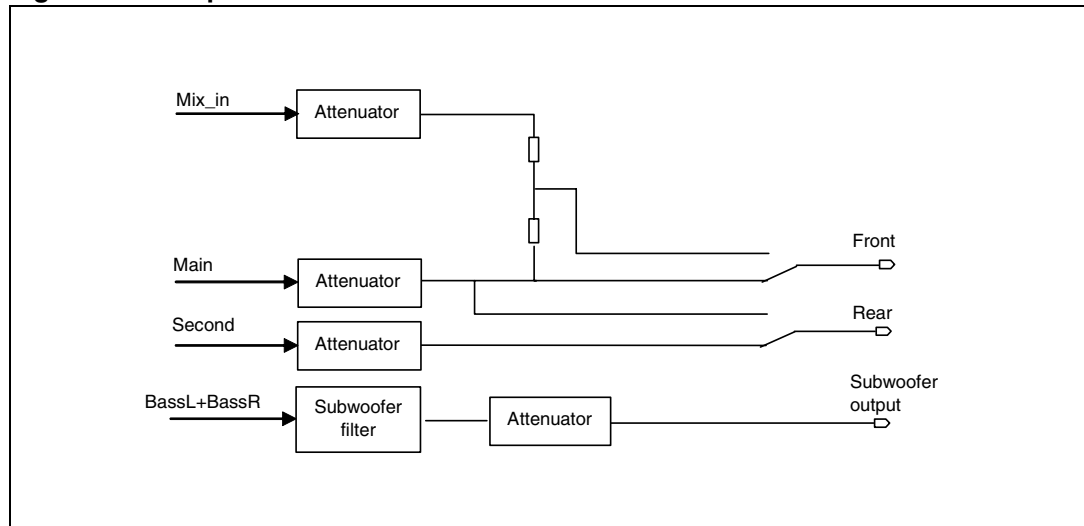 Mix_in
Attenuator
Front
Main
Attenuator
Rear
Second
Attenuator
Subwoofer
output
BassL+BassR
Subwoofer
filter
Attenuator